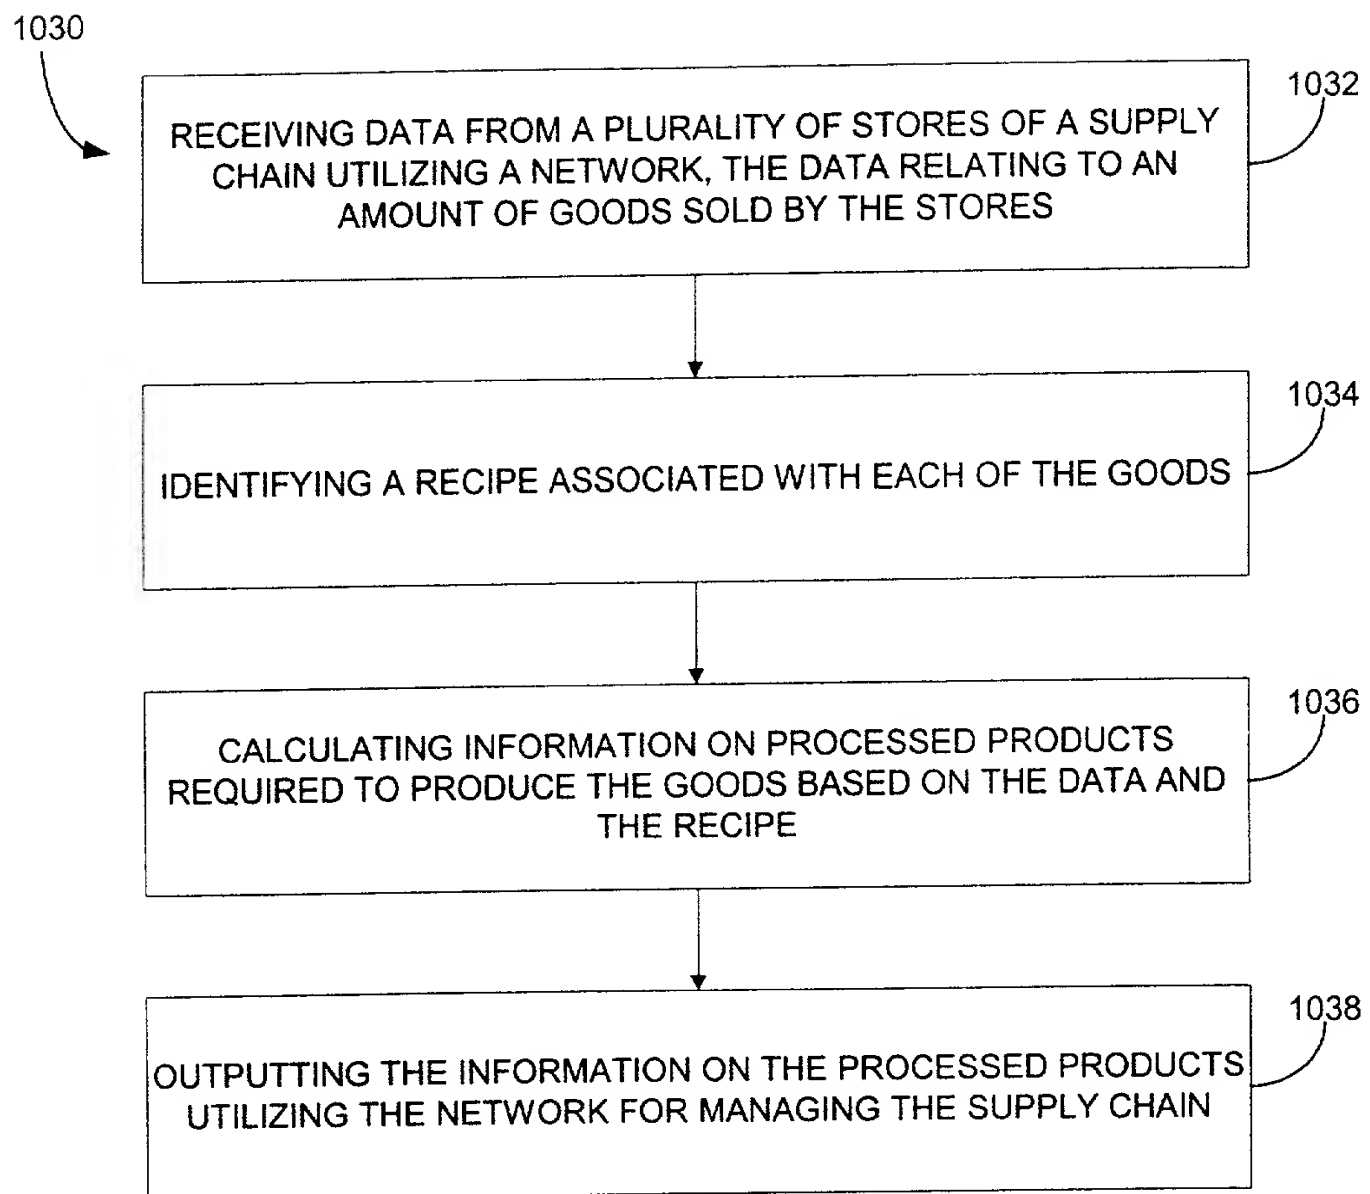 1030
1032
RECEIVING DATA FROM A PLURALITY OF STORES OF A SUPPLY
CHAIN UTILIZING A NETWORK, THE DATA RELATING TO AN
AMOUNT OF GOODS SOLD BY THE STORES
1034
IDENTIFYING A RECIPE ASSOCIATED WITH EACH OF THE GOODS
1036
CALCULATING INFORMATION ON PROCESSED PRODUCTS
REQUIRED TO PRODUCE THE GOODS BASED ON THE DATA AND
THE RECIPE
1038
OUTPUTTING THE INFORMATION ON THE PROCESSED PRODUCTS
UTILIZING THE NETWORK FOR MANAGING THE SUPPLY CHAIN